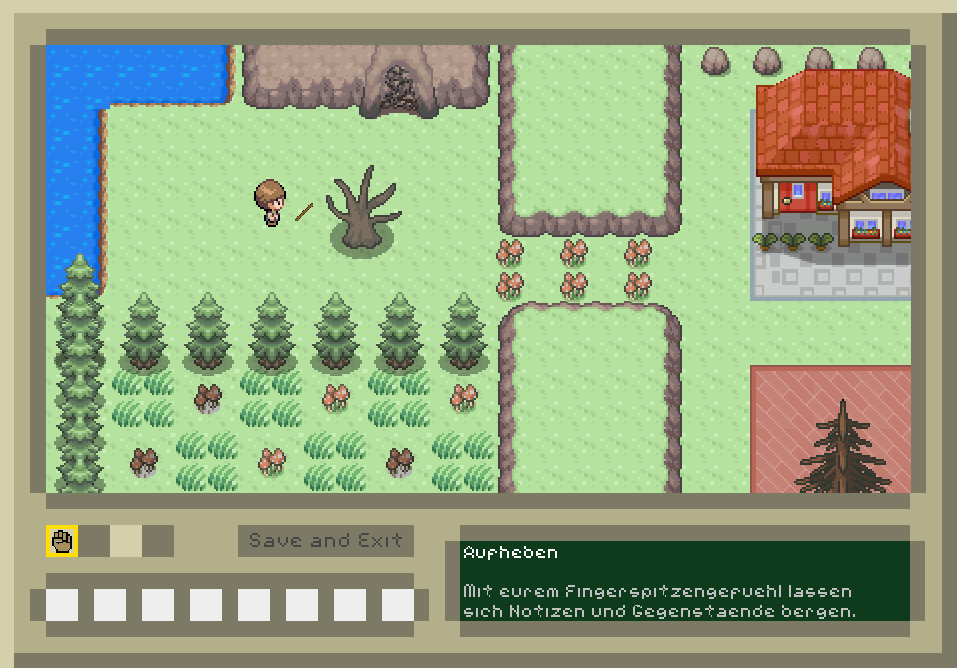 Save and Exit
Aufheben
Mit eurem Fingerspitzengefuehl lassen
sich Notizen und Gegenstaende bergen.